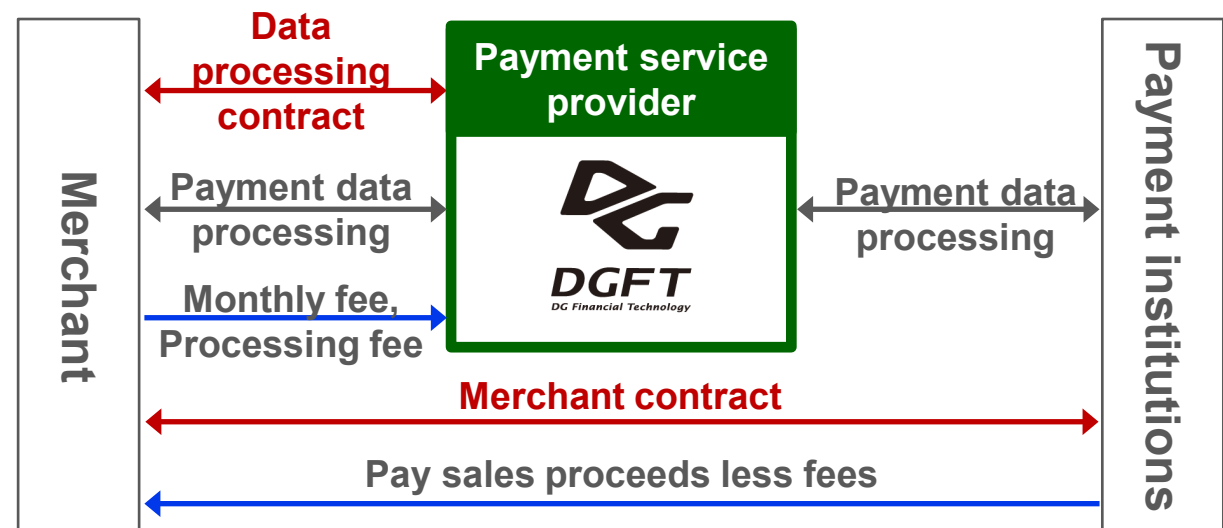 Merchant
Data
processing
contract
Payment data
processing
Monthly fee,
Processing fee
Payment service
provider
DG
DGFT
DG Financial Technology
Payment data
processing
Merchant contract
Pay sales proceeds less fees
Payment institutions